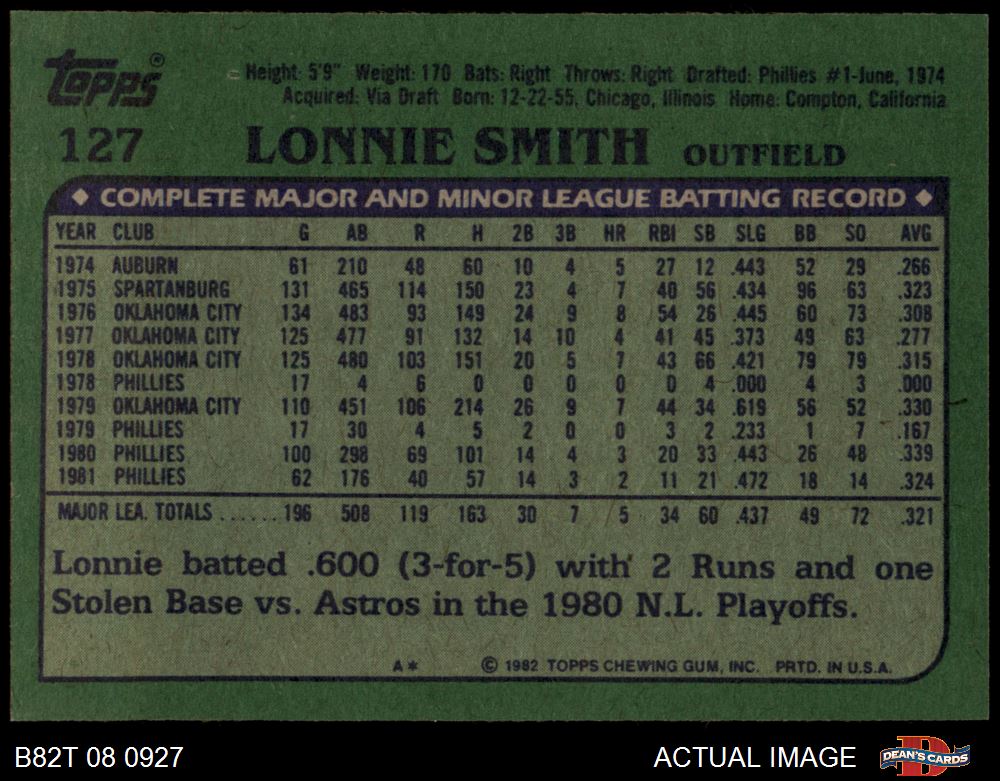 Topps®
Height: 5'9" Weight: 170 Bats: Right Throws: Right Drafted: Phillies #1-June, 1974
Acquired: Via Draft Born: 12-22-55, Chicago, Illinois Home: Compton, California
127 LONNIE SMITH OUTFIELD
◆ COMPLETE MAJOR AND MINOR LEAGUE BATTING RECORD ◆
YEAR CLUB G AB R H 2B 3B HR RBI SB SLG BB SO AVG
1974 AUBURN 61 210 48 60 10 4 5 27 12 .443 52 29 .266
1975 SPARTANBURG 131 465 114 150 23 4 7 40 56 .434 96 63 .323
1976 OKLAHOMA CITY 134 483 93 149 24 9 8 54 26 .445 60 73 .308
1977 OKLAHOMA CITY 125 477 91 132 14 10 4 41 45 .373 49 63 .277
1978 OKLAHOMA CITY 125 480 103 151 20 5 7 43 66 .421 79 79 .315
1978 PHILLIES 17 4 6 0 0 0 0 0 4 .000 4 3 .000
1979 OKLAHOMA CITY 110 451 106 214 26 9 7 44 34 .619 56 52 .330
1979 PHILLIES 17 30 4 5 2 0 0 3 2 .233 1 7 .167
1980 PHILLIES 100 298 69 101 14 4 3 20 33 .443 26 48 .339
1981 PHILLIES 62 176 40 57 14 3 2 11 21 .472 18 14 .324
MAJOR LEA. TOTALS ...... 196 508 119 163 30 7 5 34 60 .437 49 72 .321
Lonnie batted .600 (3-for-5) with 2 Runs and one
Stolen Base vs. Astros in the 1980 N.L. Playoffs.
A* © 1982 TOPPS CHEWING GUM, INC. PRTD. IN U.S.A.
B82T 08 0927 ACTUAL IMAGE DEAN'S CARDS